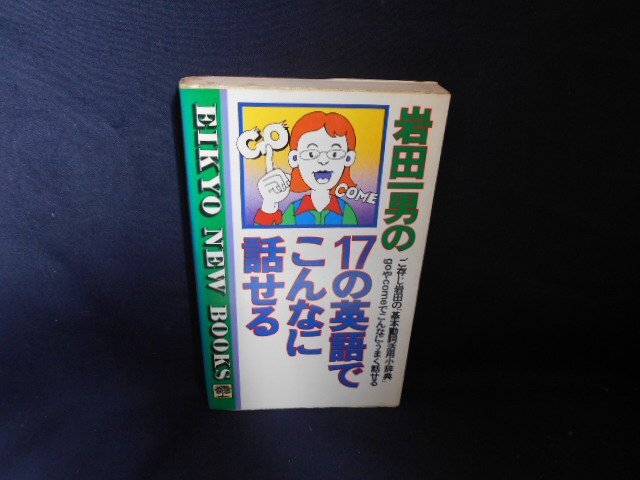 岩田一男の
17の英語で
こんなに
話せる
ご存じ岩田の「基本動詞活用小辞典」
goやcomeでこんなにうまく話せる
GO
COME
EIKYO NEW BOOKS